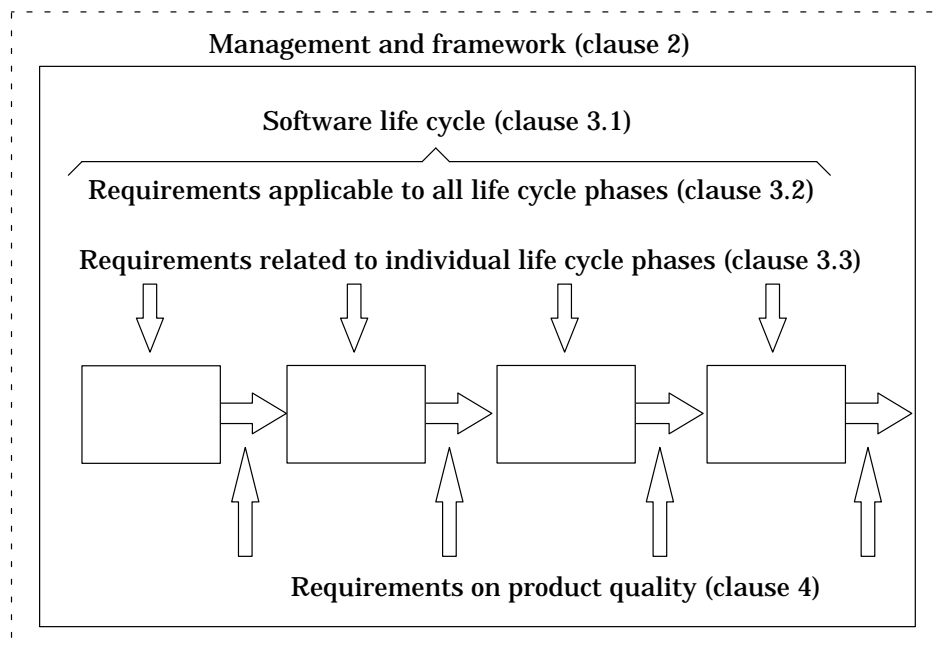 Management and framework (clause 2)
Software life cycle (clause 3.1)
Requirements applicable to all life cycle phases (clause 3.2)
Requirements related to individual life cycle phases (clause 3.3)
Requirements on product quality (clause 4)